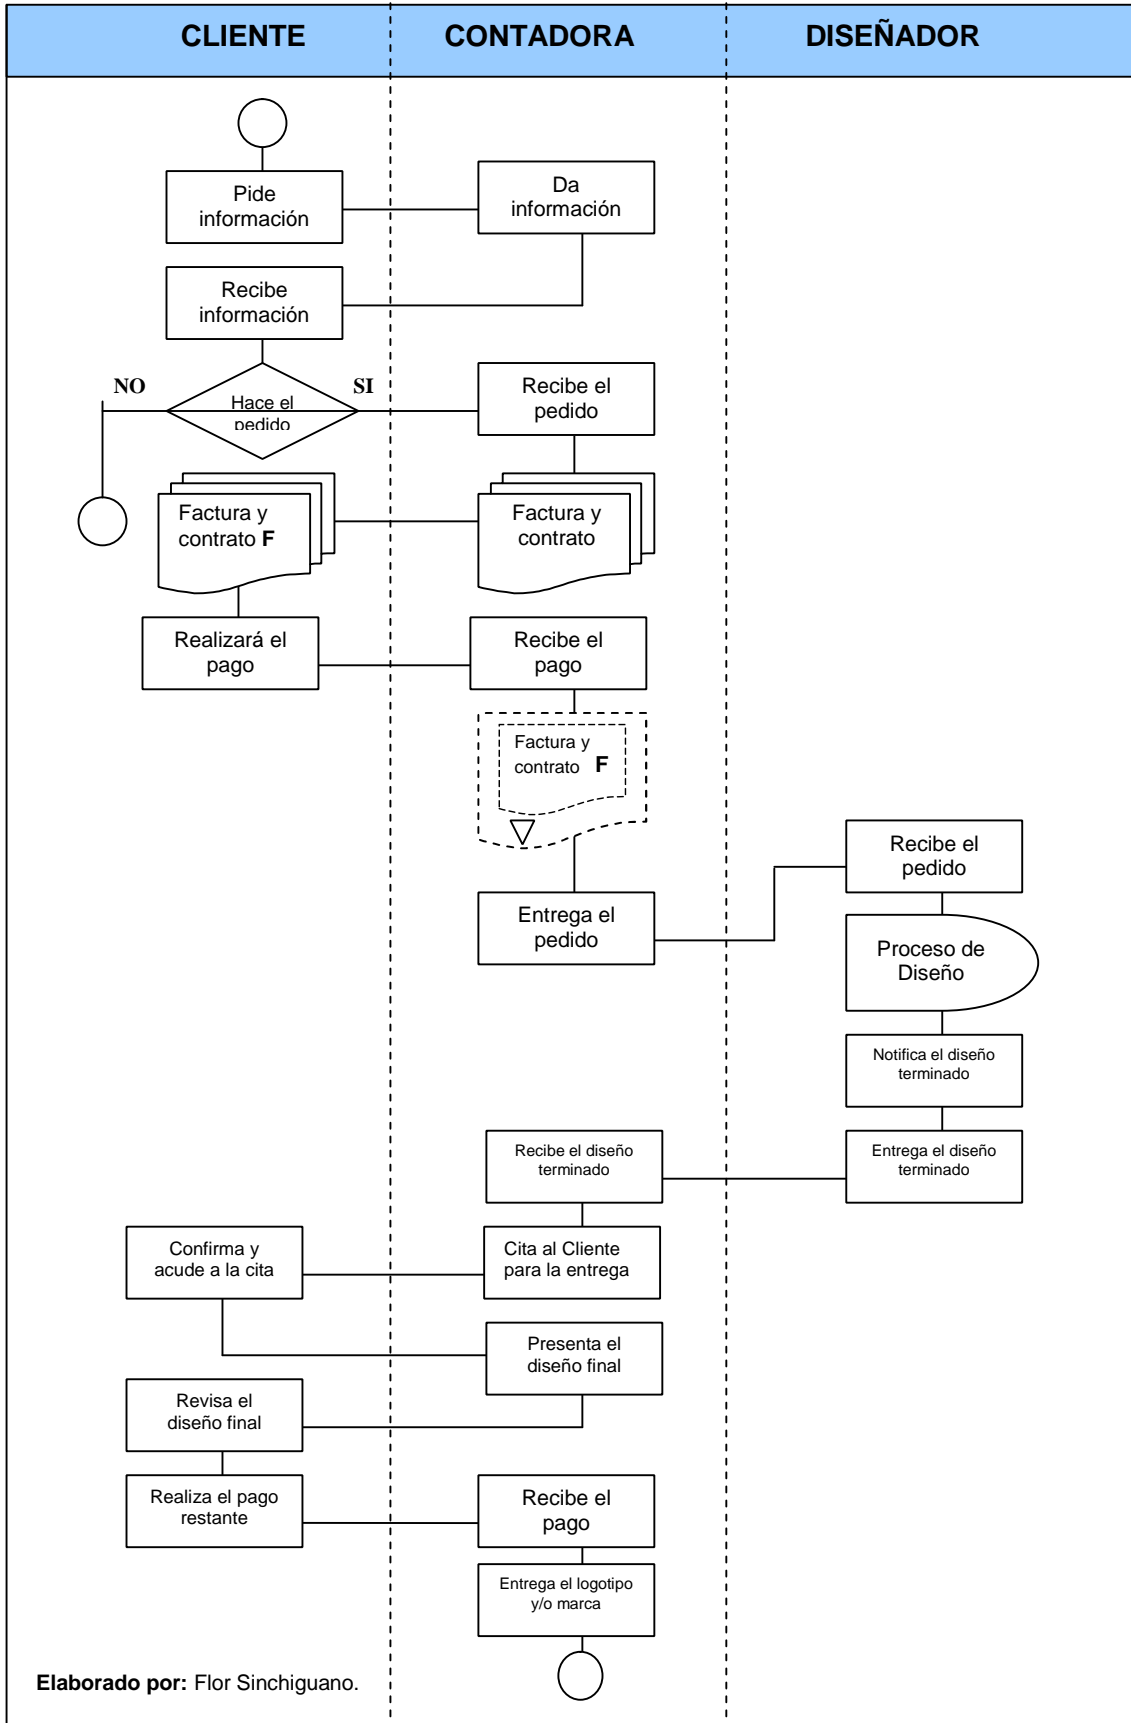 CLIENTE CONTADORA DISEÑADOR
Pide
información
Da
información
Recibe
información
NO
SI
Hace el
pedido
Recibe el
pedido
Factura y
contrato F
Factura y
contrato
Realizará el
pago
Recibe el
pago
Factura y
contrato F
Recibe el
pedido
Entrega el
pedido
Proceso de
Diseño
Notifica el diseño
terminado
Recibe el diseño
terminado
Entrega el diseño
terminado
Confirma y
acude a la cita
Cita al Cliente
para la entrega
Presenta el
diseño final
Revisa el
diseño final
Realiza el pago
restante
Recibe el
pago
Entrega el logotipo
y/o marca
Elaborado por: Flor Sinchiguano.